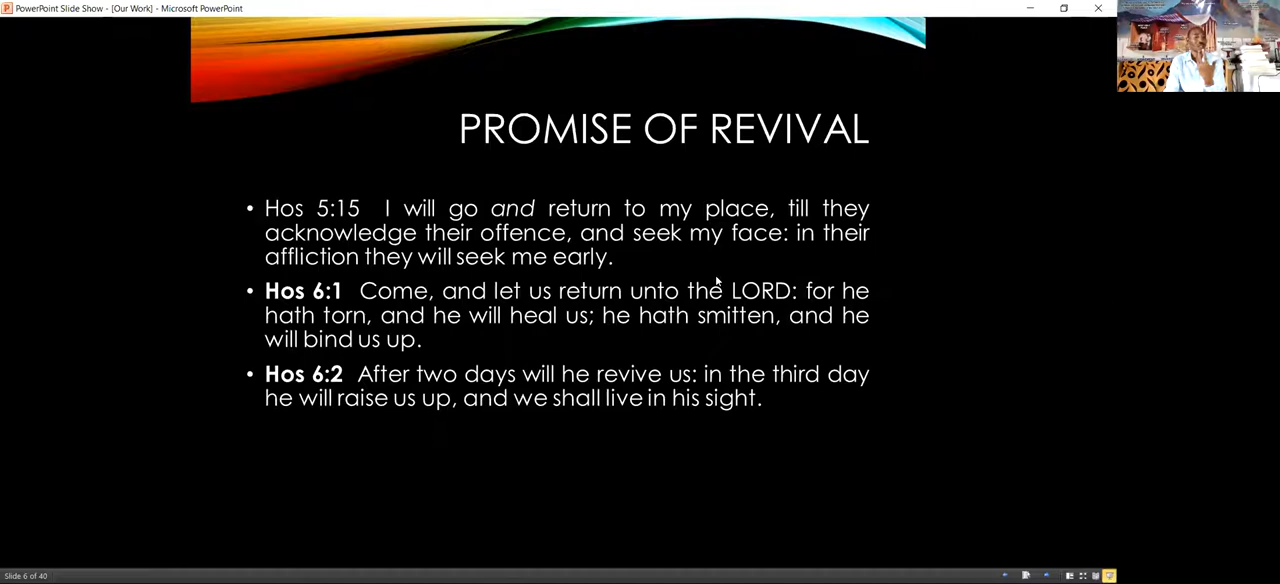 PowerPoint Slide Show - [Our Work] - Microsoft PowerPoint
PROMISE OF REVIVAL
• Hos 5:15 I will go and return to my place, till they
acknowledge their offence, and seek my face: in their
affliction they will seek me early.
• Hos 6:1 Come, and let us return unto the LORD: for he
hath torn, and he will heal us; he hath smitten, and he
will bind us up.
• Hos 6:2 After two days will he revive us: in the third day
he will raise us up, and we shall live in his sight.
Slide 6 of 40